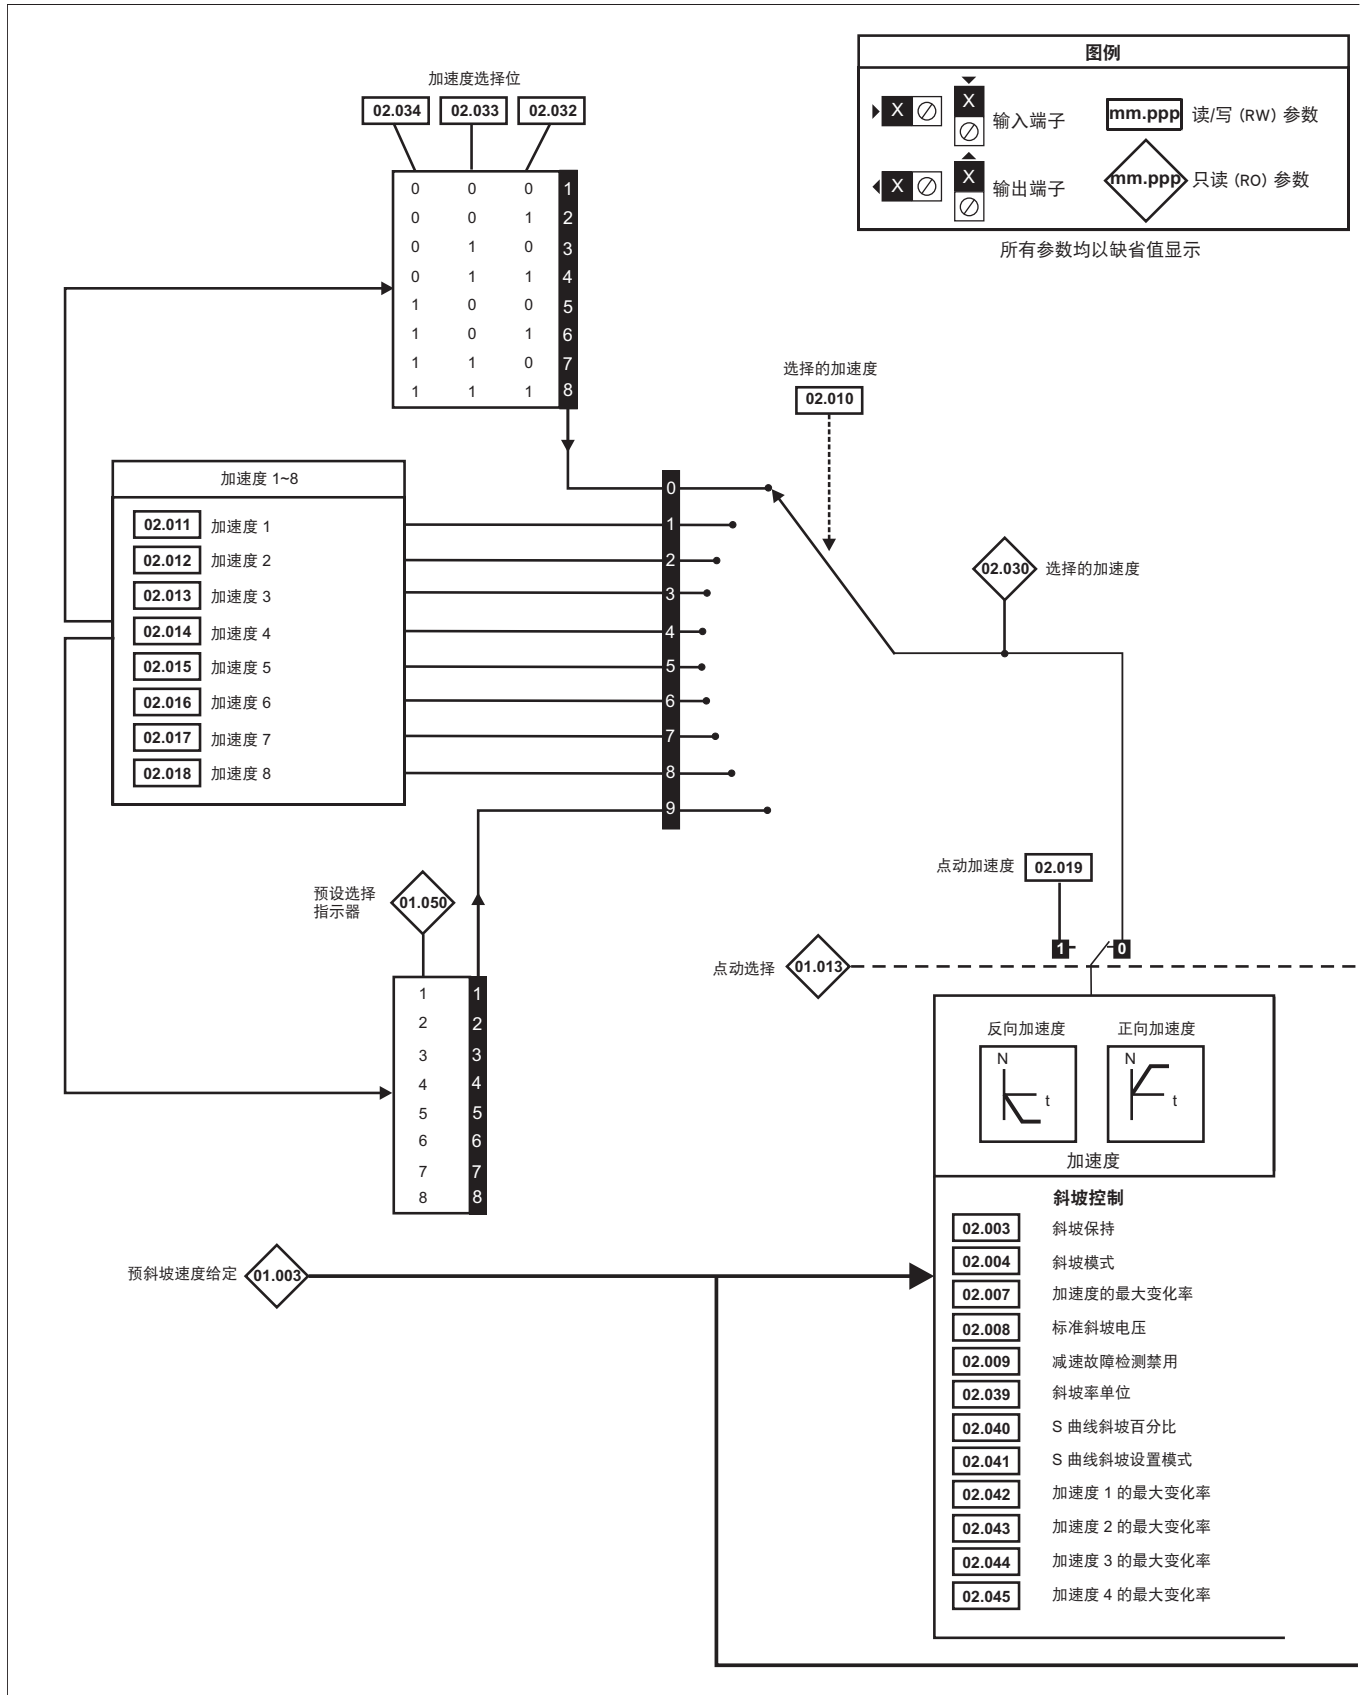 图例
X X 输入端子 mm.ppp 读/写 (RW) 参数
X X 输出端子 mm.ppp 只读 (RO) 参数
所有参数均以缺省值显示
加速度选择位
02.034 02.033 02.032
0 0 0 1
0 0 1 2
0 1 0 3
0 1 1 4
1 0 0 5
1 0 1 6
1 1 0 7
1 1 1 8
选择的加速度
02.010
加速度 1~8
02.011 加速度 1
02.012 加速度 2
02.013 加速度 3
02.014 加速度 4
02.015 加速度 5
02.016 加速度 6
02.017 加速度 7
02.018 加速度 8
0
1
2
3
4
5
6
7
8
9
02.030 选择的加速度
点动加速度 02.019
1 0
预设选择
指示器
01.050
点动选择 01.013
1 1
2 2
3 3
4 4
5 5
6 6
7 7
8 8
反向加速度 正向加速度
N t N t
加速度
预斜坡速度给定 01.003
斜坡控制
02.003 斜坡保持
02.004 斜坡模式
02.007 加速度的最大变化率
02.008 标准斜坡电压
02.009 减速故障检测禁用
02.039 斜坡率单位
02.040 S 曲线斜坡百分比
02.041 S 曲线斜坡设置模式
02.042 加速度 1 的最大变化率
02.043 加速度 2 的最大变化率
02.044 加速度 3 的最大变化率
02.045 加速度 4 的最大变化率